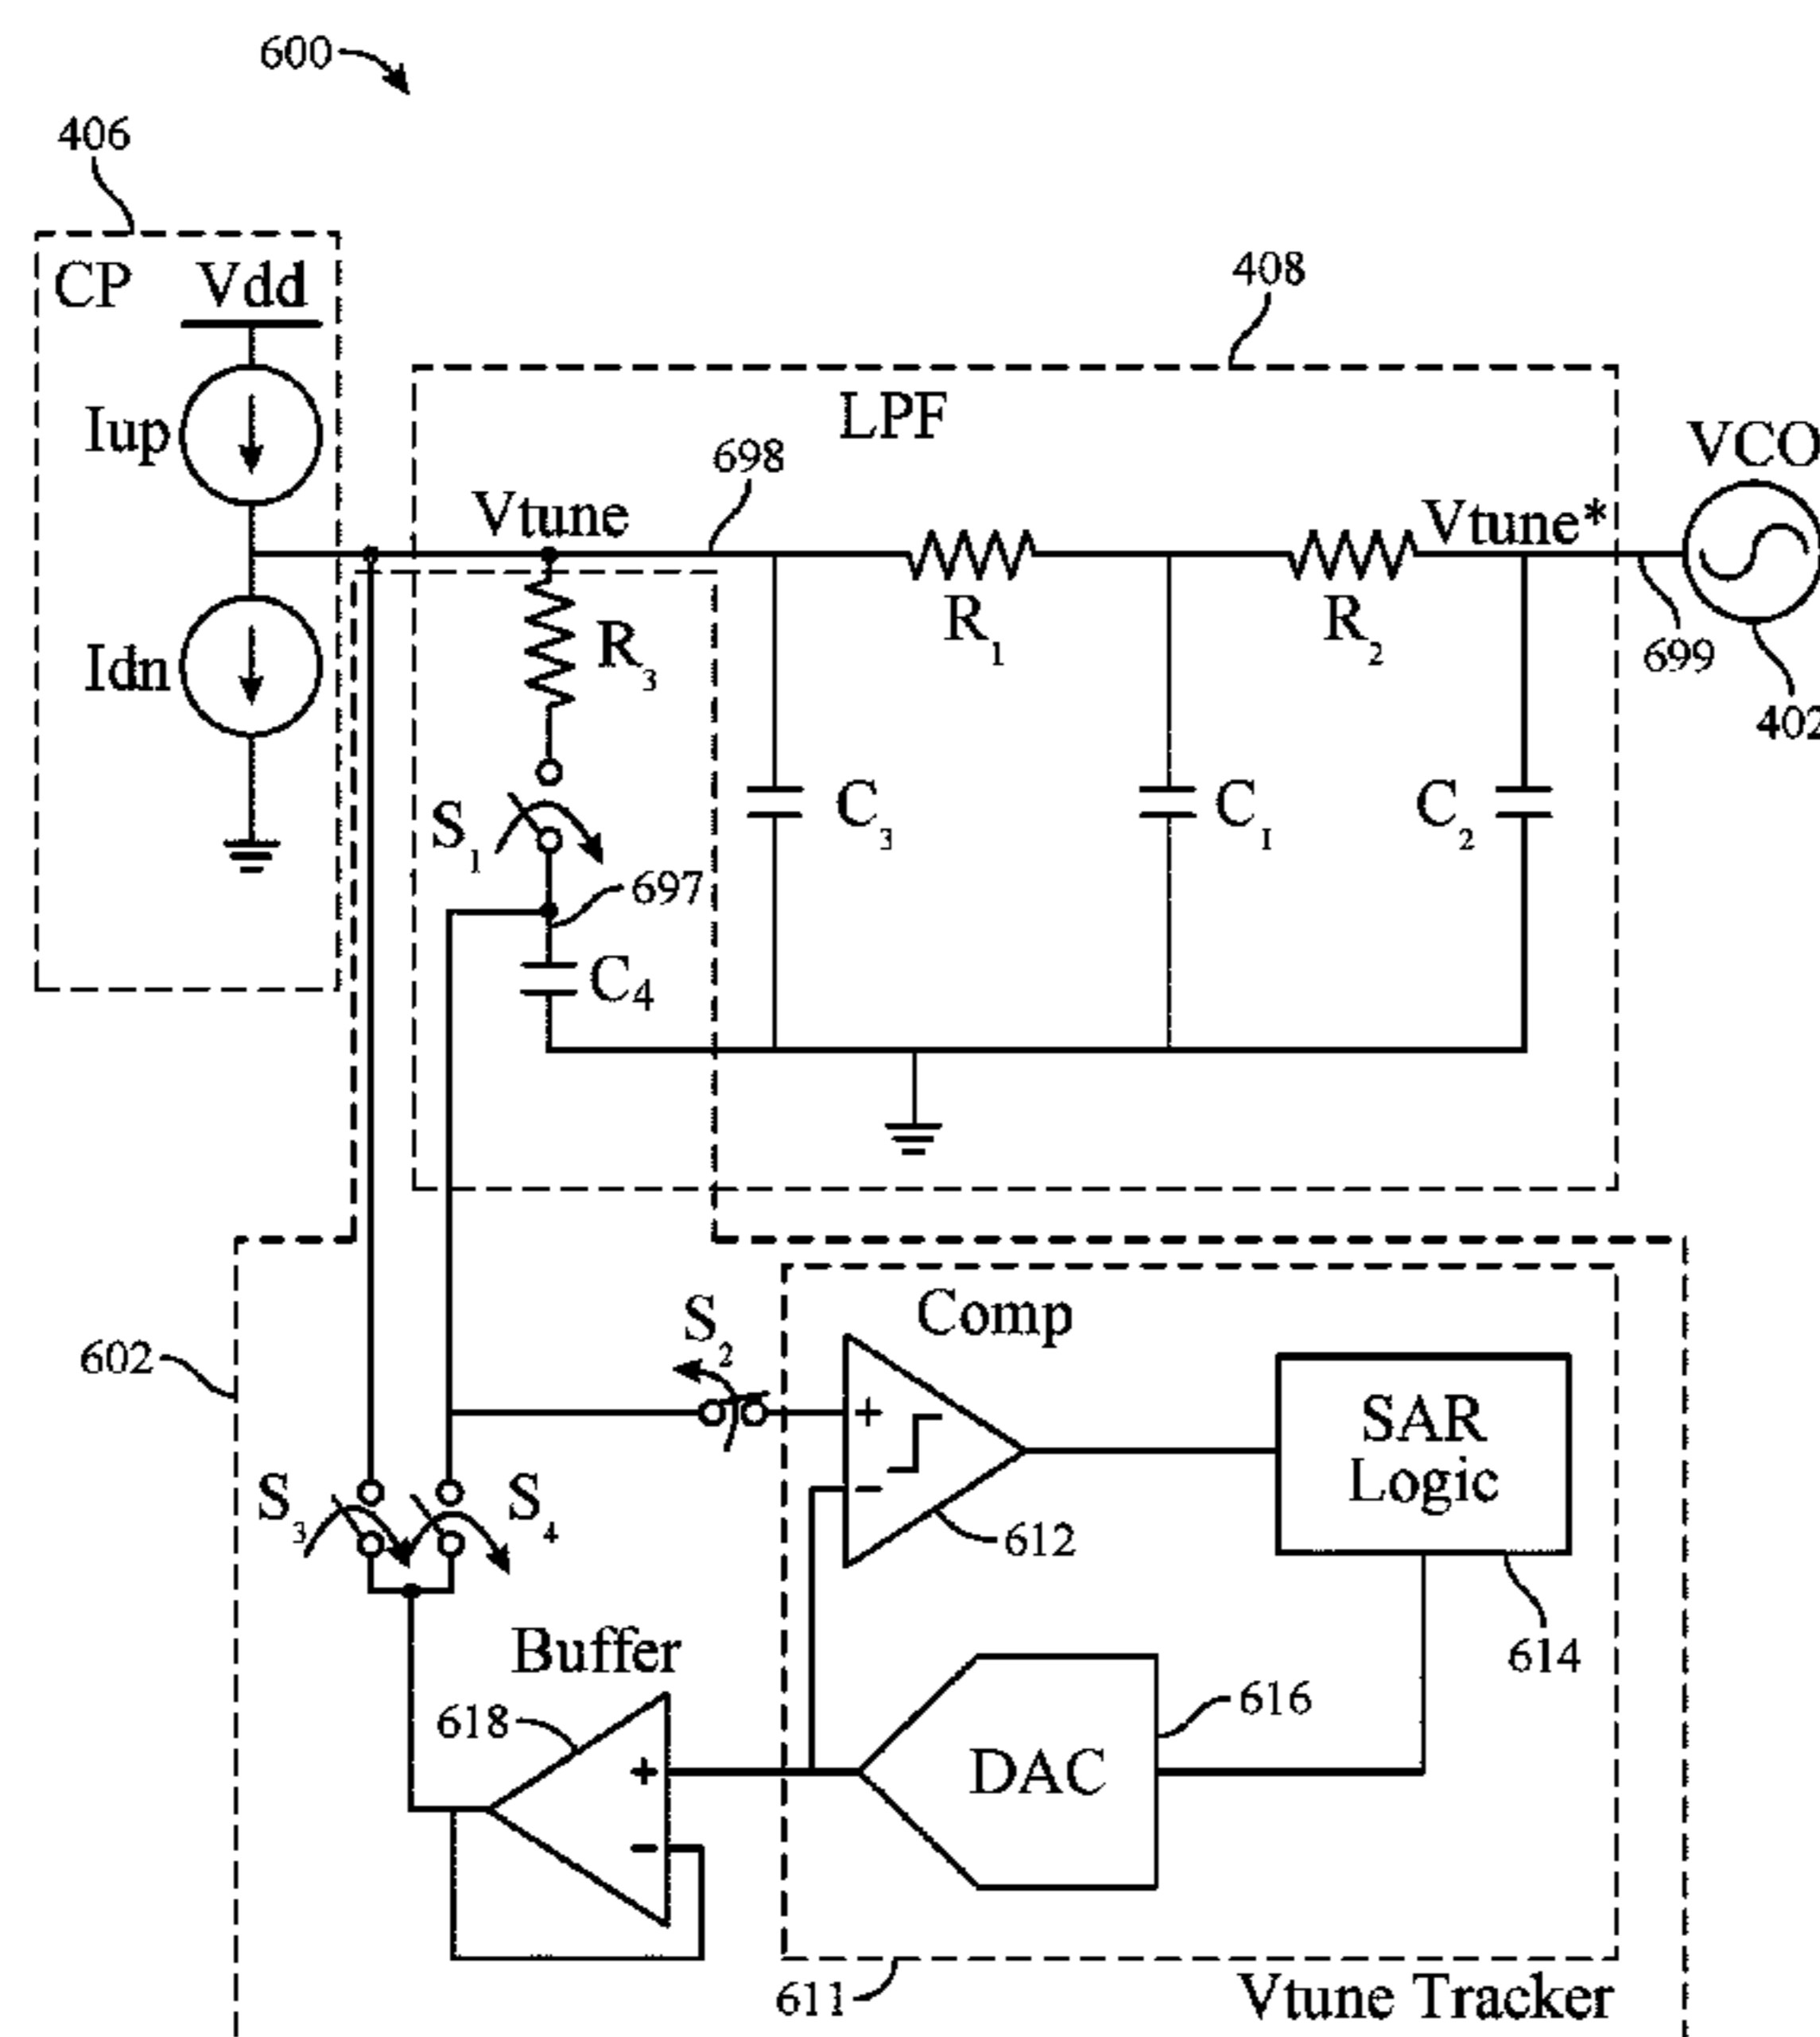 600
406
CP Vdd
408
Iup
LPF
698
VCO
Vtune
Vtune*
R₃
R₁
R₂
699
Idn
402
S₁
C₃
C₁
C₂
697
C₄
602
S₂
Comp
+
−
SAR
Logic
S₃
S₄
612
Buffer
614
618
616
+
−
DAC
611
Vtune Tracker